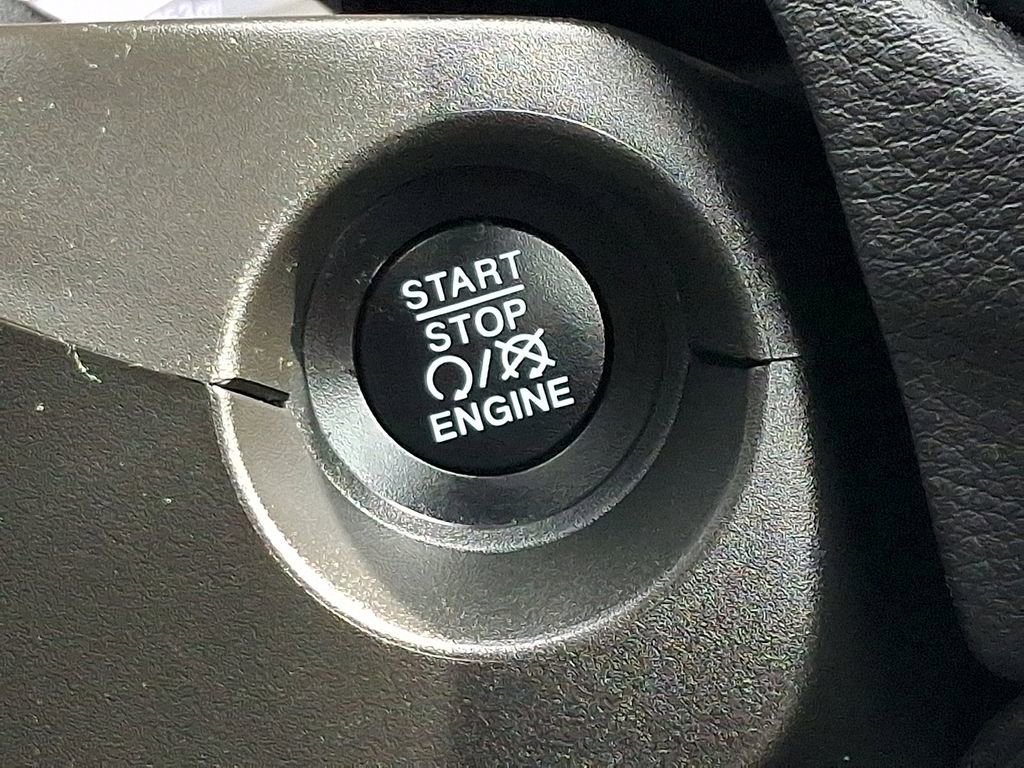 START
STOP
/
ENGINE